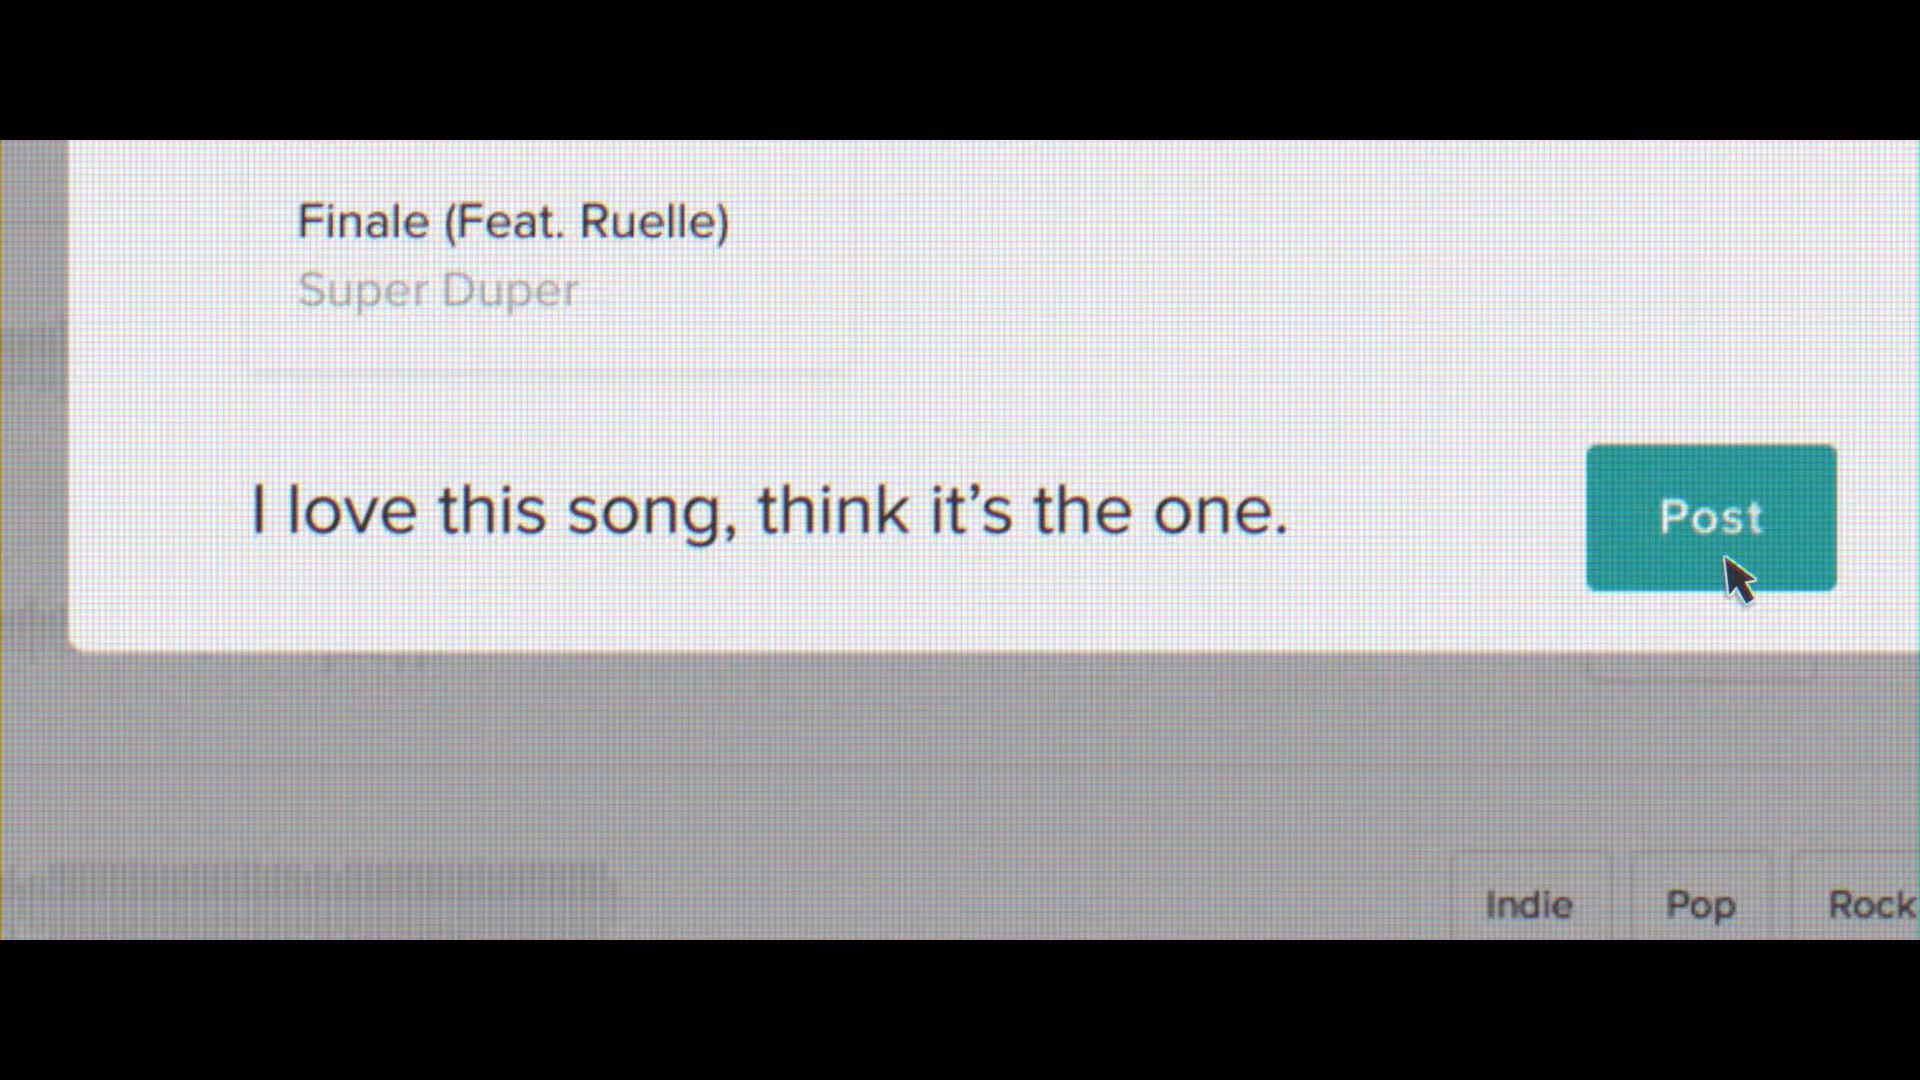 Finale (Feat. Ruelle)
Super Duper
I love this song, think it’s the one.
Post
Indie
Pop
Rock